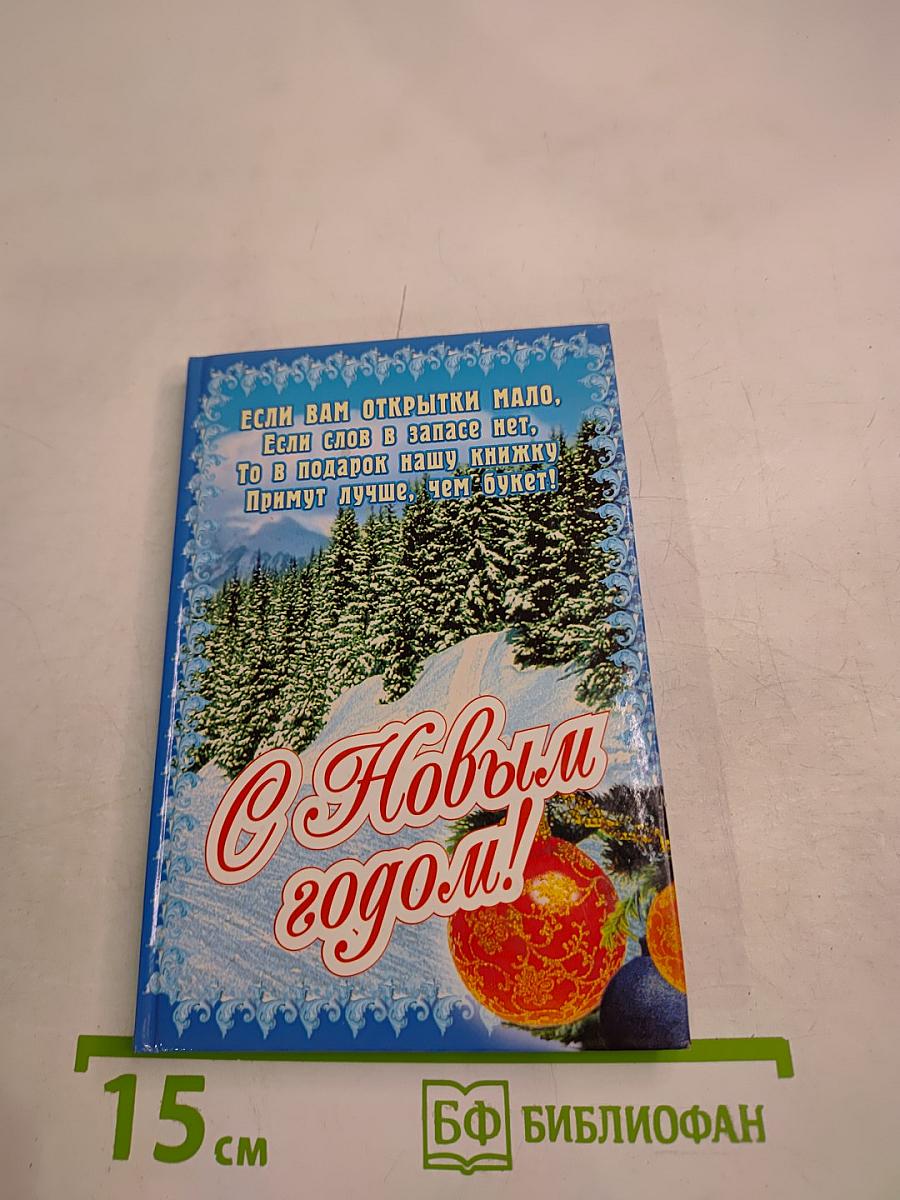 ЕСЛИ ВАМ ОТКРЫТКИ МАЛО,
Если слов в запасе нет,
То в подарок нашу книжку
Примут лучше, чем букет!
С Новым
годом!
15 см
БФ БИБЛИОФАН